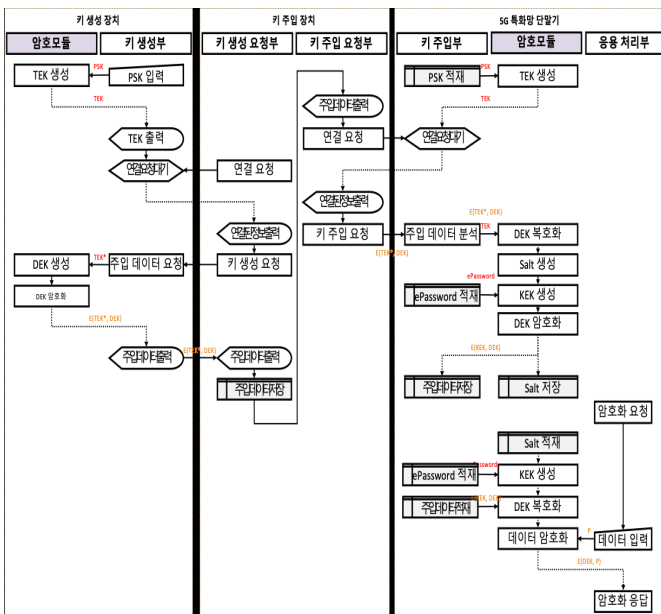 키 생성 장치 키 주입 장치 5G 특화망 단말기
암호모듈 키 생성부 키 생성 요청부 키 주입 요청부 키 주입부 암호모듈 응용 처리부
TEK 생성 PSK PSK 입력 PSK 적재 PSK TEK 생성
TEK 주입데이터출력 TEK
TEK 출력 연결 요청 연결요청대기
연결요청대기 연결 요청
연결된정보출력
연결된정보출력 키 주입 요청 E(TEK*, DEK) 주입 데이터 분석 TEK DEK 복호화
E(TEK*, DEK)
DEK 생성 TEK* 주입 데이터 요청 키 생성 요청 Salt 생성
DEK 암호화 ePassword 적재 ePassword KEK 생성
E(TEK*, DEK) DEK 암호화
주입데이터출력 E(TEK*, DEK) 주입데이터출력 E(KEK, DEK)
주입데이터저장 주입데이터저장 Salt 저장
암호화 요청
Salt 적재
ePassword 적재 KEK 생성
주입데이터적재 DEK 복호화
데이터 암호화 P 데이터 입력
E(DEK, P)
암호화 응답